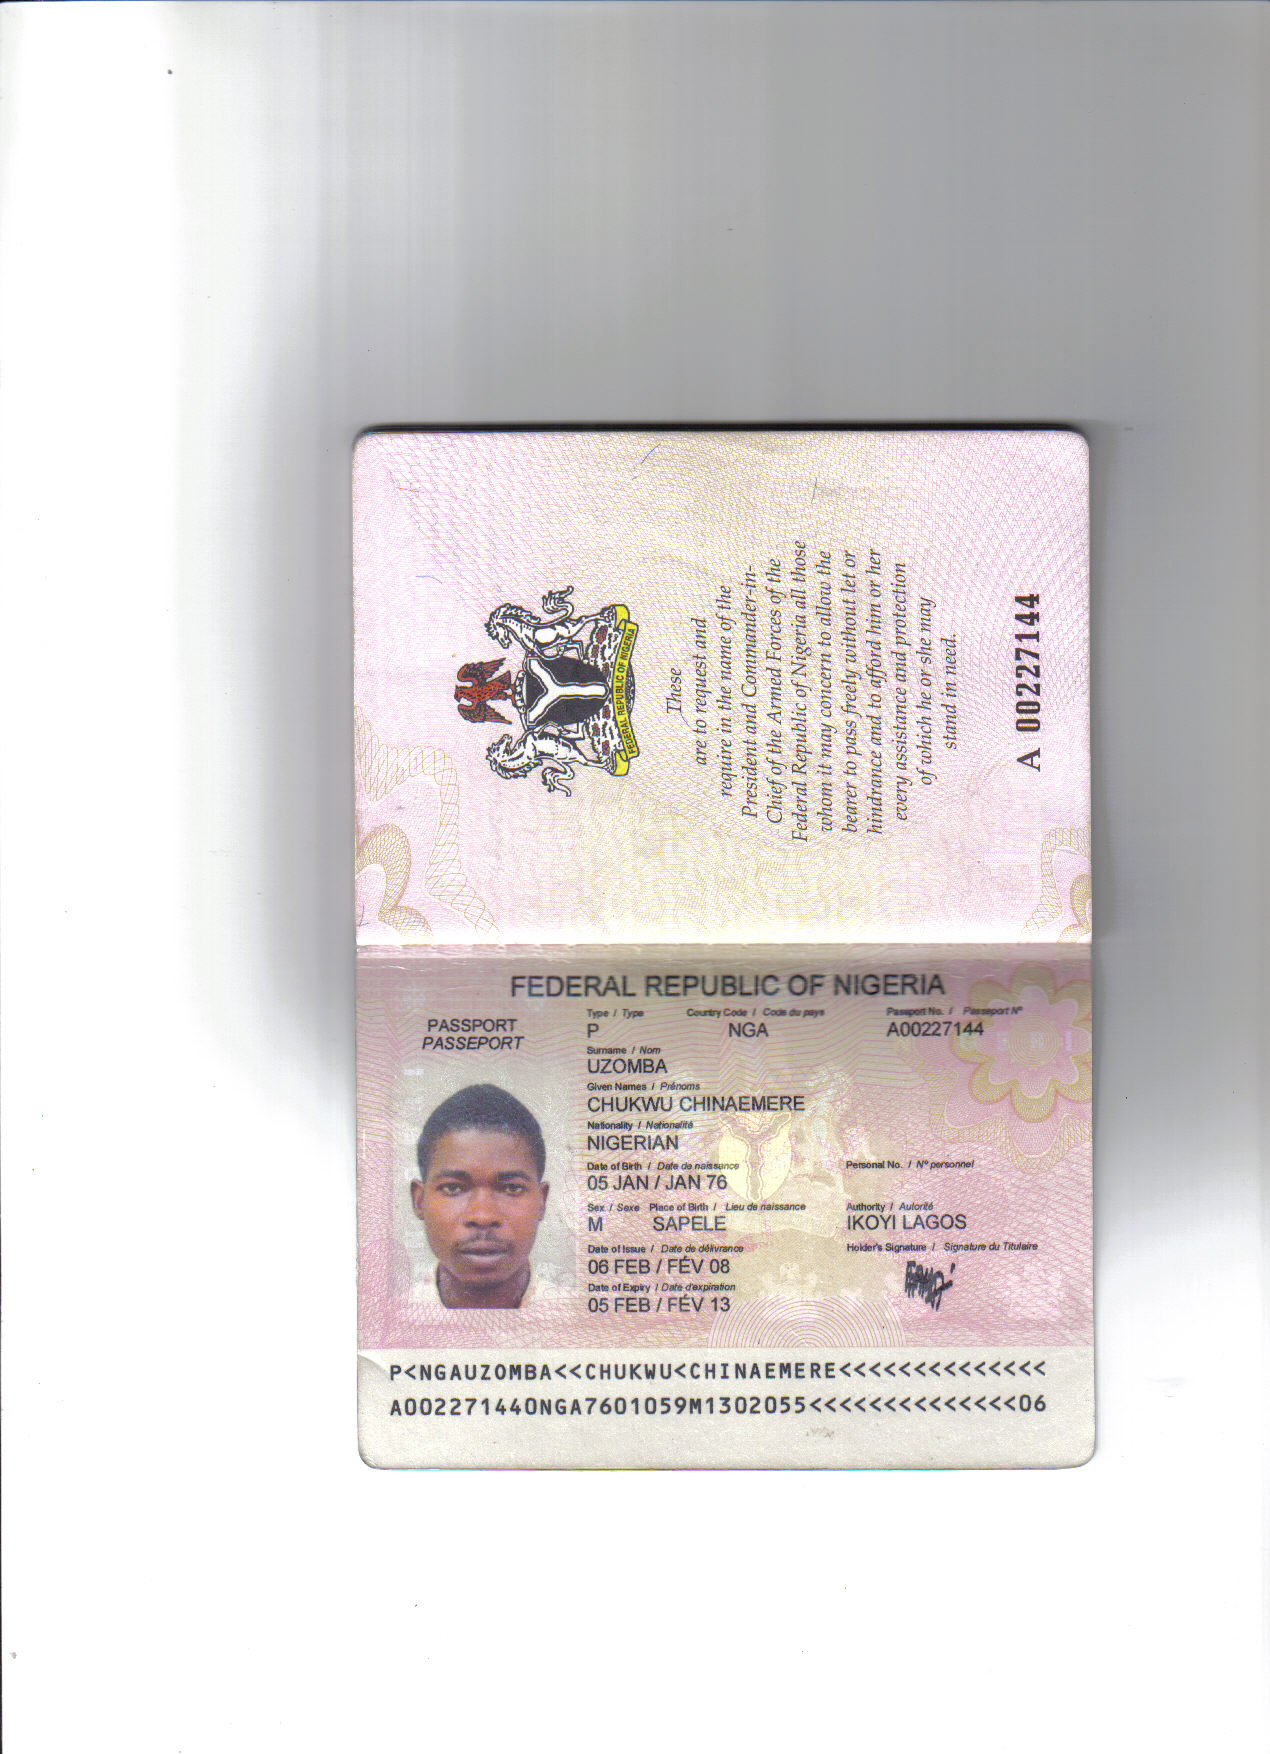 FEDERAL REPUBLIC OF NIGERIA
These
are to request and
require in the name of the
President and Commander-in-
Chief of the Armed Forces of the
Federal Republic of Nigeria all those
whom it may concern to allow the
bearer to pass freely without let or
hindrance and to afford him or her
every assistance and protection
of which he or she may
stand in need.
A 00227144
FEDERAL REPUBLIC OF NIGERIA
PASSPORT
PASSEPORT
Type / Type Country Code / Code du pays Passport No. / Passeport N°
P NGA A00227144
Surname / Nom
UZOMBA
Given Names / Prénoms
CHUKWU CHINAEMERE
Nationality / Nationalité
NIGERIAN
Date of Birth / Date de naissance Personal No. / N° personnel
05 JAN / JAN 76
Sex / Sexe Place of Birth / Lieu de naissance Authority / Autorité
M SAPELE IKOYI LAGOS
Date of Issue / Date de délivrance Holder's Signature / Signature du Titulaire
06 FEB / FÉV 08
Date of Expiry / Date d'expiration
05 FEB / FÉV 13
P<NGAUZOMBA<<CHUKWU<CHINAEMERE<<<<<<<<<<<<<<
A002271440NGA7601059M1302055<<<<<<<<<<<<<<06